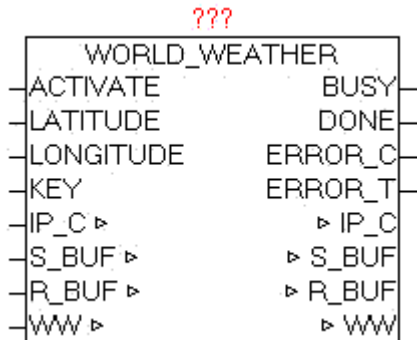 ???
WORLD_WEATHER
ACTIVATE BUSY
LATITUDE DONE
LONGITUDE ERROR_C
KEY ERROR_T
IP_C ▹ ▹ IP_C
S_BUF ▹ ▹ S_BUF
R_BUF ▹ ▹ R_BUF
WW ▹ ▹ WW